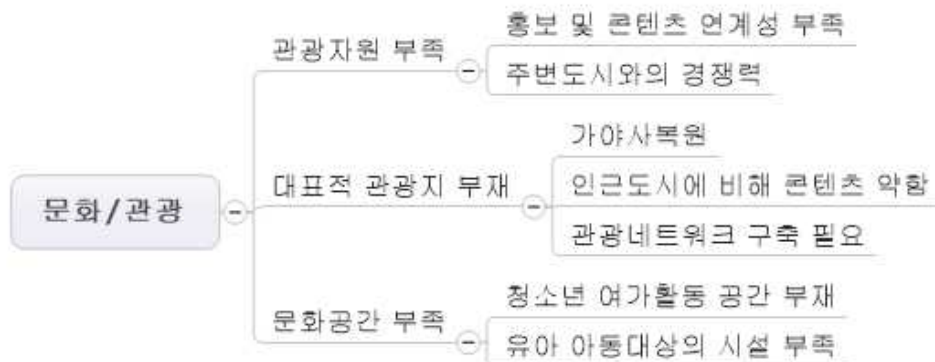 문화/관광
관광자원 부족
홍보 및 콘텐츠 연계성 부족
주변도시와의 경쟁력
대표적 관광지 부재
가야사복원
인근도시에 비해 콘텐츠 약함
관광네트워크 구축 필요
문화공간 부족
청소년 여가활동 공간 부재
유아 아동대상의 시설 부족